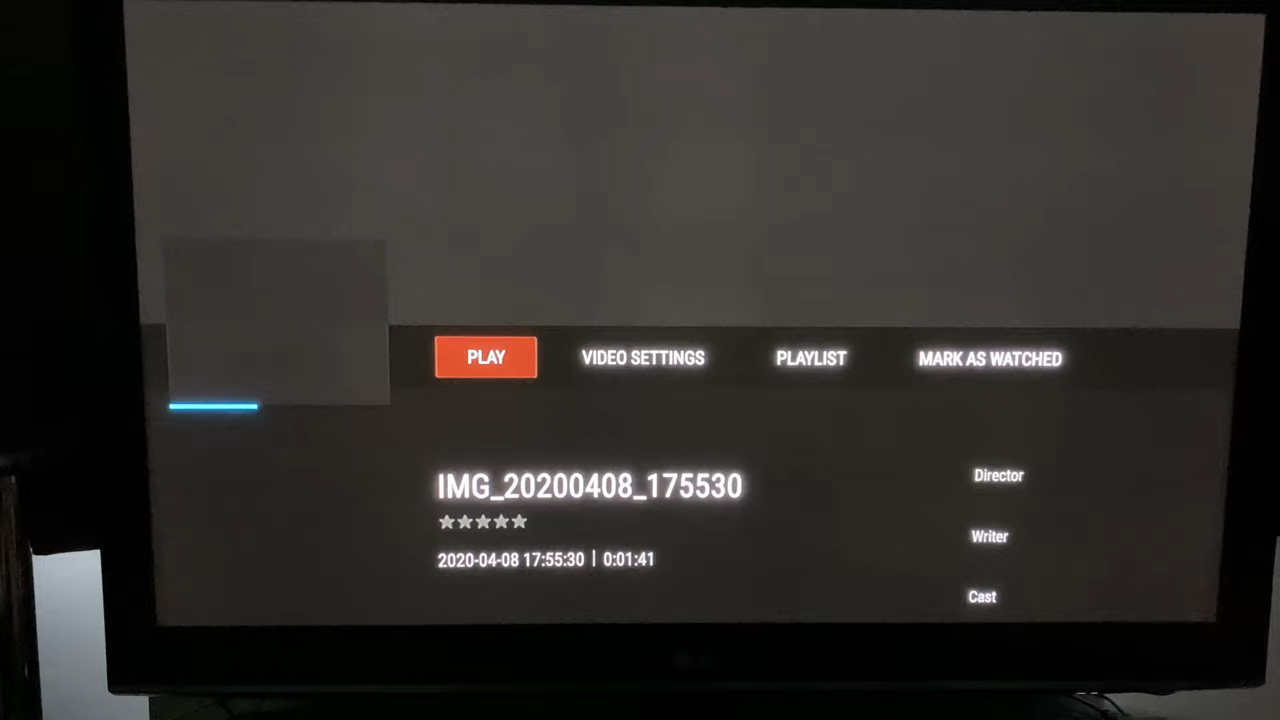 PLAY VIDEO SETTINGS PLAYLIST MARK AS WATCHED
IMG_20200408_175530
2020-04-08 17:55:30 | 0:01:41
Director
Writer
Cast